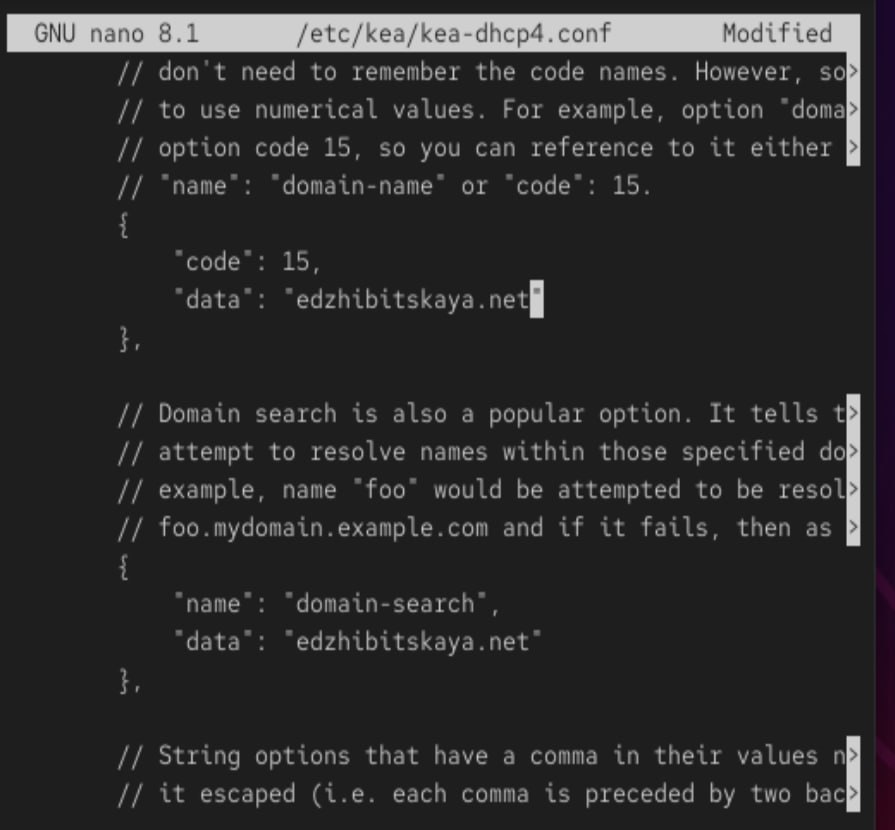 GNU nano 8.1 /etc/kea/kea-dhcp4.conf Modified
// don't need to remember the code names. However, so>
// to use numerical values. For example, option "doma>
// option code 15, so you can reference to it either >
// "name": "domain-name" or "code": 15.
{
"code": 15,
"data": "edzhibitskaya.net"
},
// Domain search is also a popular option. It tells t>
// attempt to resolve names within those specified do>
// example, name "foo" would be attempted to be resol>
// foo.mydomain.example.com and if it fails, then as >
{
"name": "domain-search",
"data": "edzhibitskaya.net"
},
// String options that have a comma in their values n>
// it escaped (i.e. each comma is preceded by two bac>